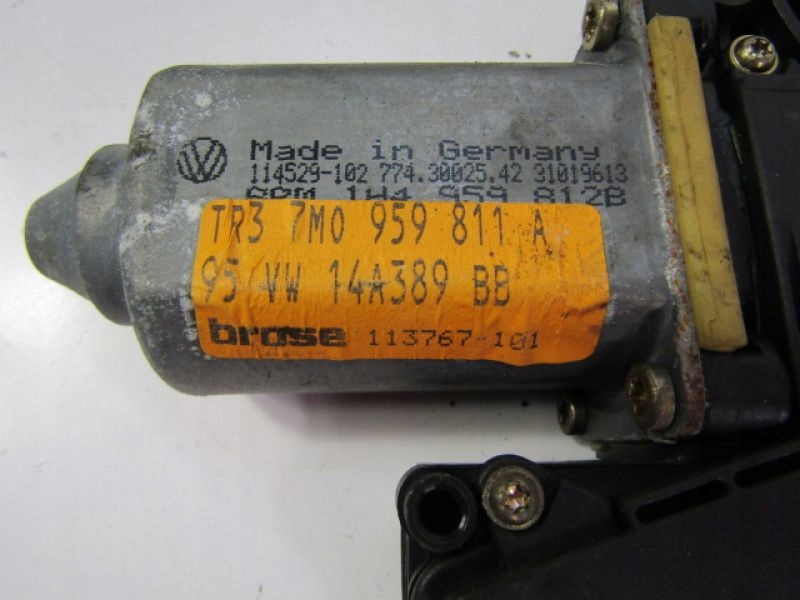 Made in Germany
114529-102 774.30025.42 31019613
1H4 959 812B
TR3 7M0 959 811 A
95 VW 14A389 BB
brose 113767-101